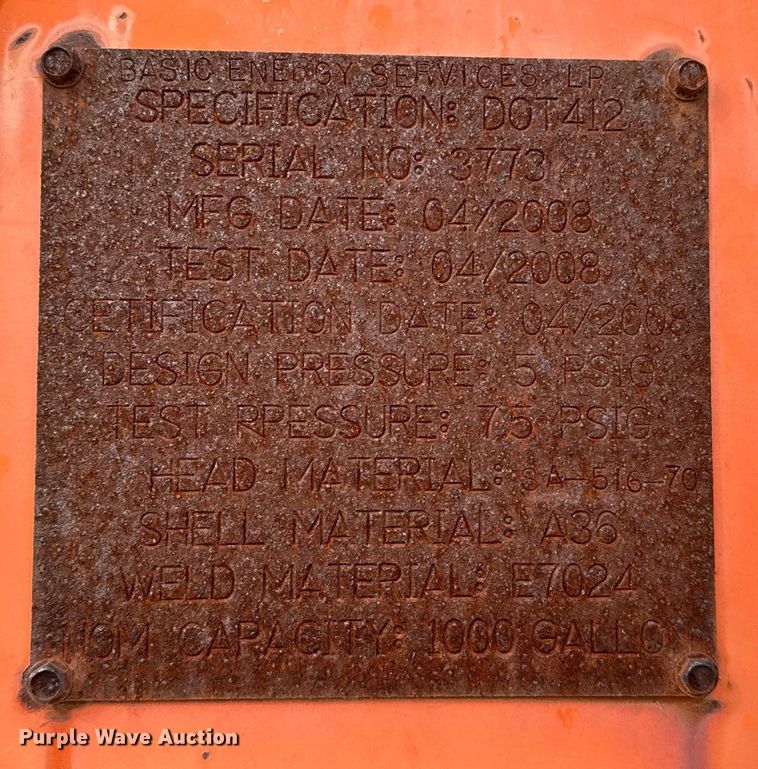 BASIC ENERGY SERVICES, LP
SPECIFICATION: DOT412
SERIAL NO: 3773
MFG DATE: 04/2008
TEST DATE: 04/2008
CETIFICATION DATE: 04/2008
DESIGN PRESSURE: 5 PSIG
TEST RPESSURE: 7.5 PSIG
HEAD MATERIAL: SA-516-70
SHELL MATERIAL: A36
WELD MATERIAL: E7024
NOM CAPACITY: 1000 GALLO
Purple Wave Auction